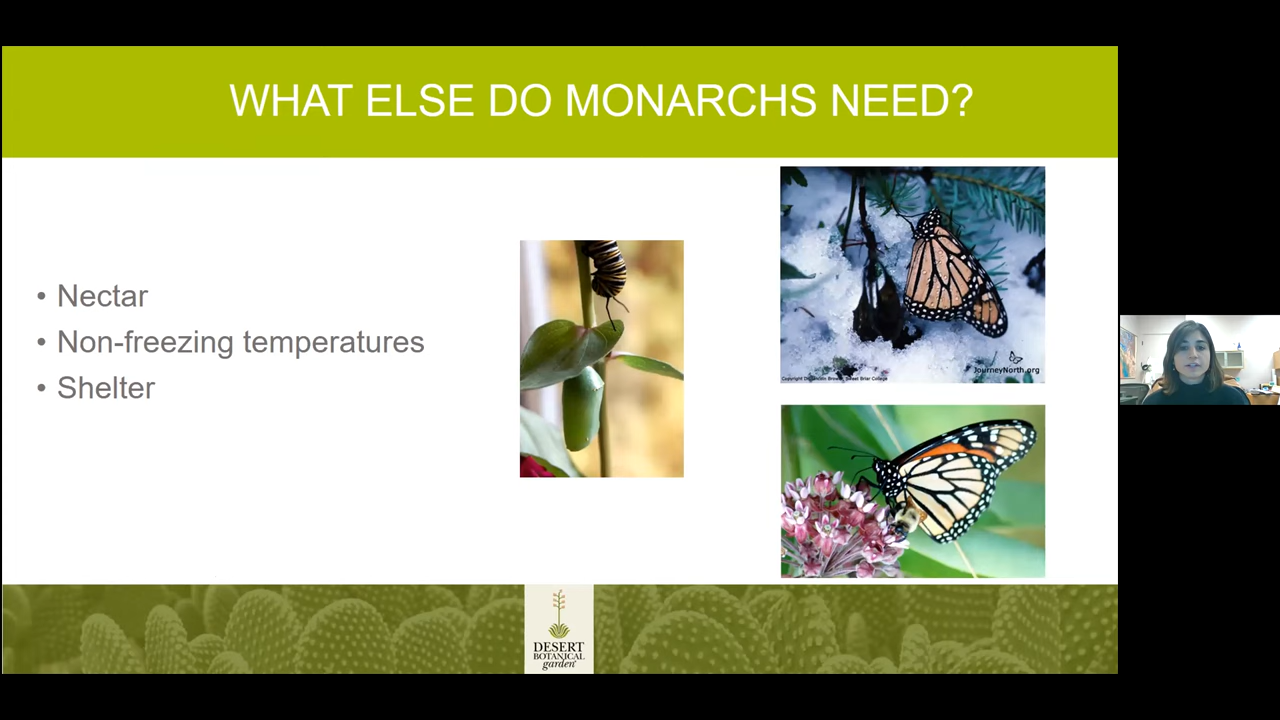 WHAT ELSE DO MONARCHS NEED?
• Nectar
• Non-freezing temperatures
• Shelter
JourneyNorth.org
DESERT
BOTANICAL
garden